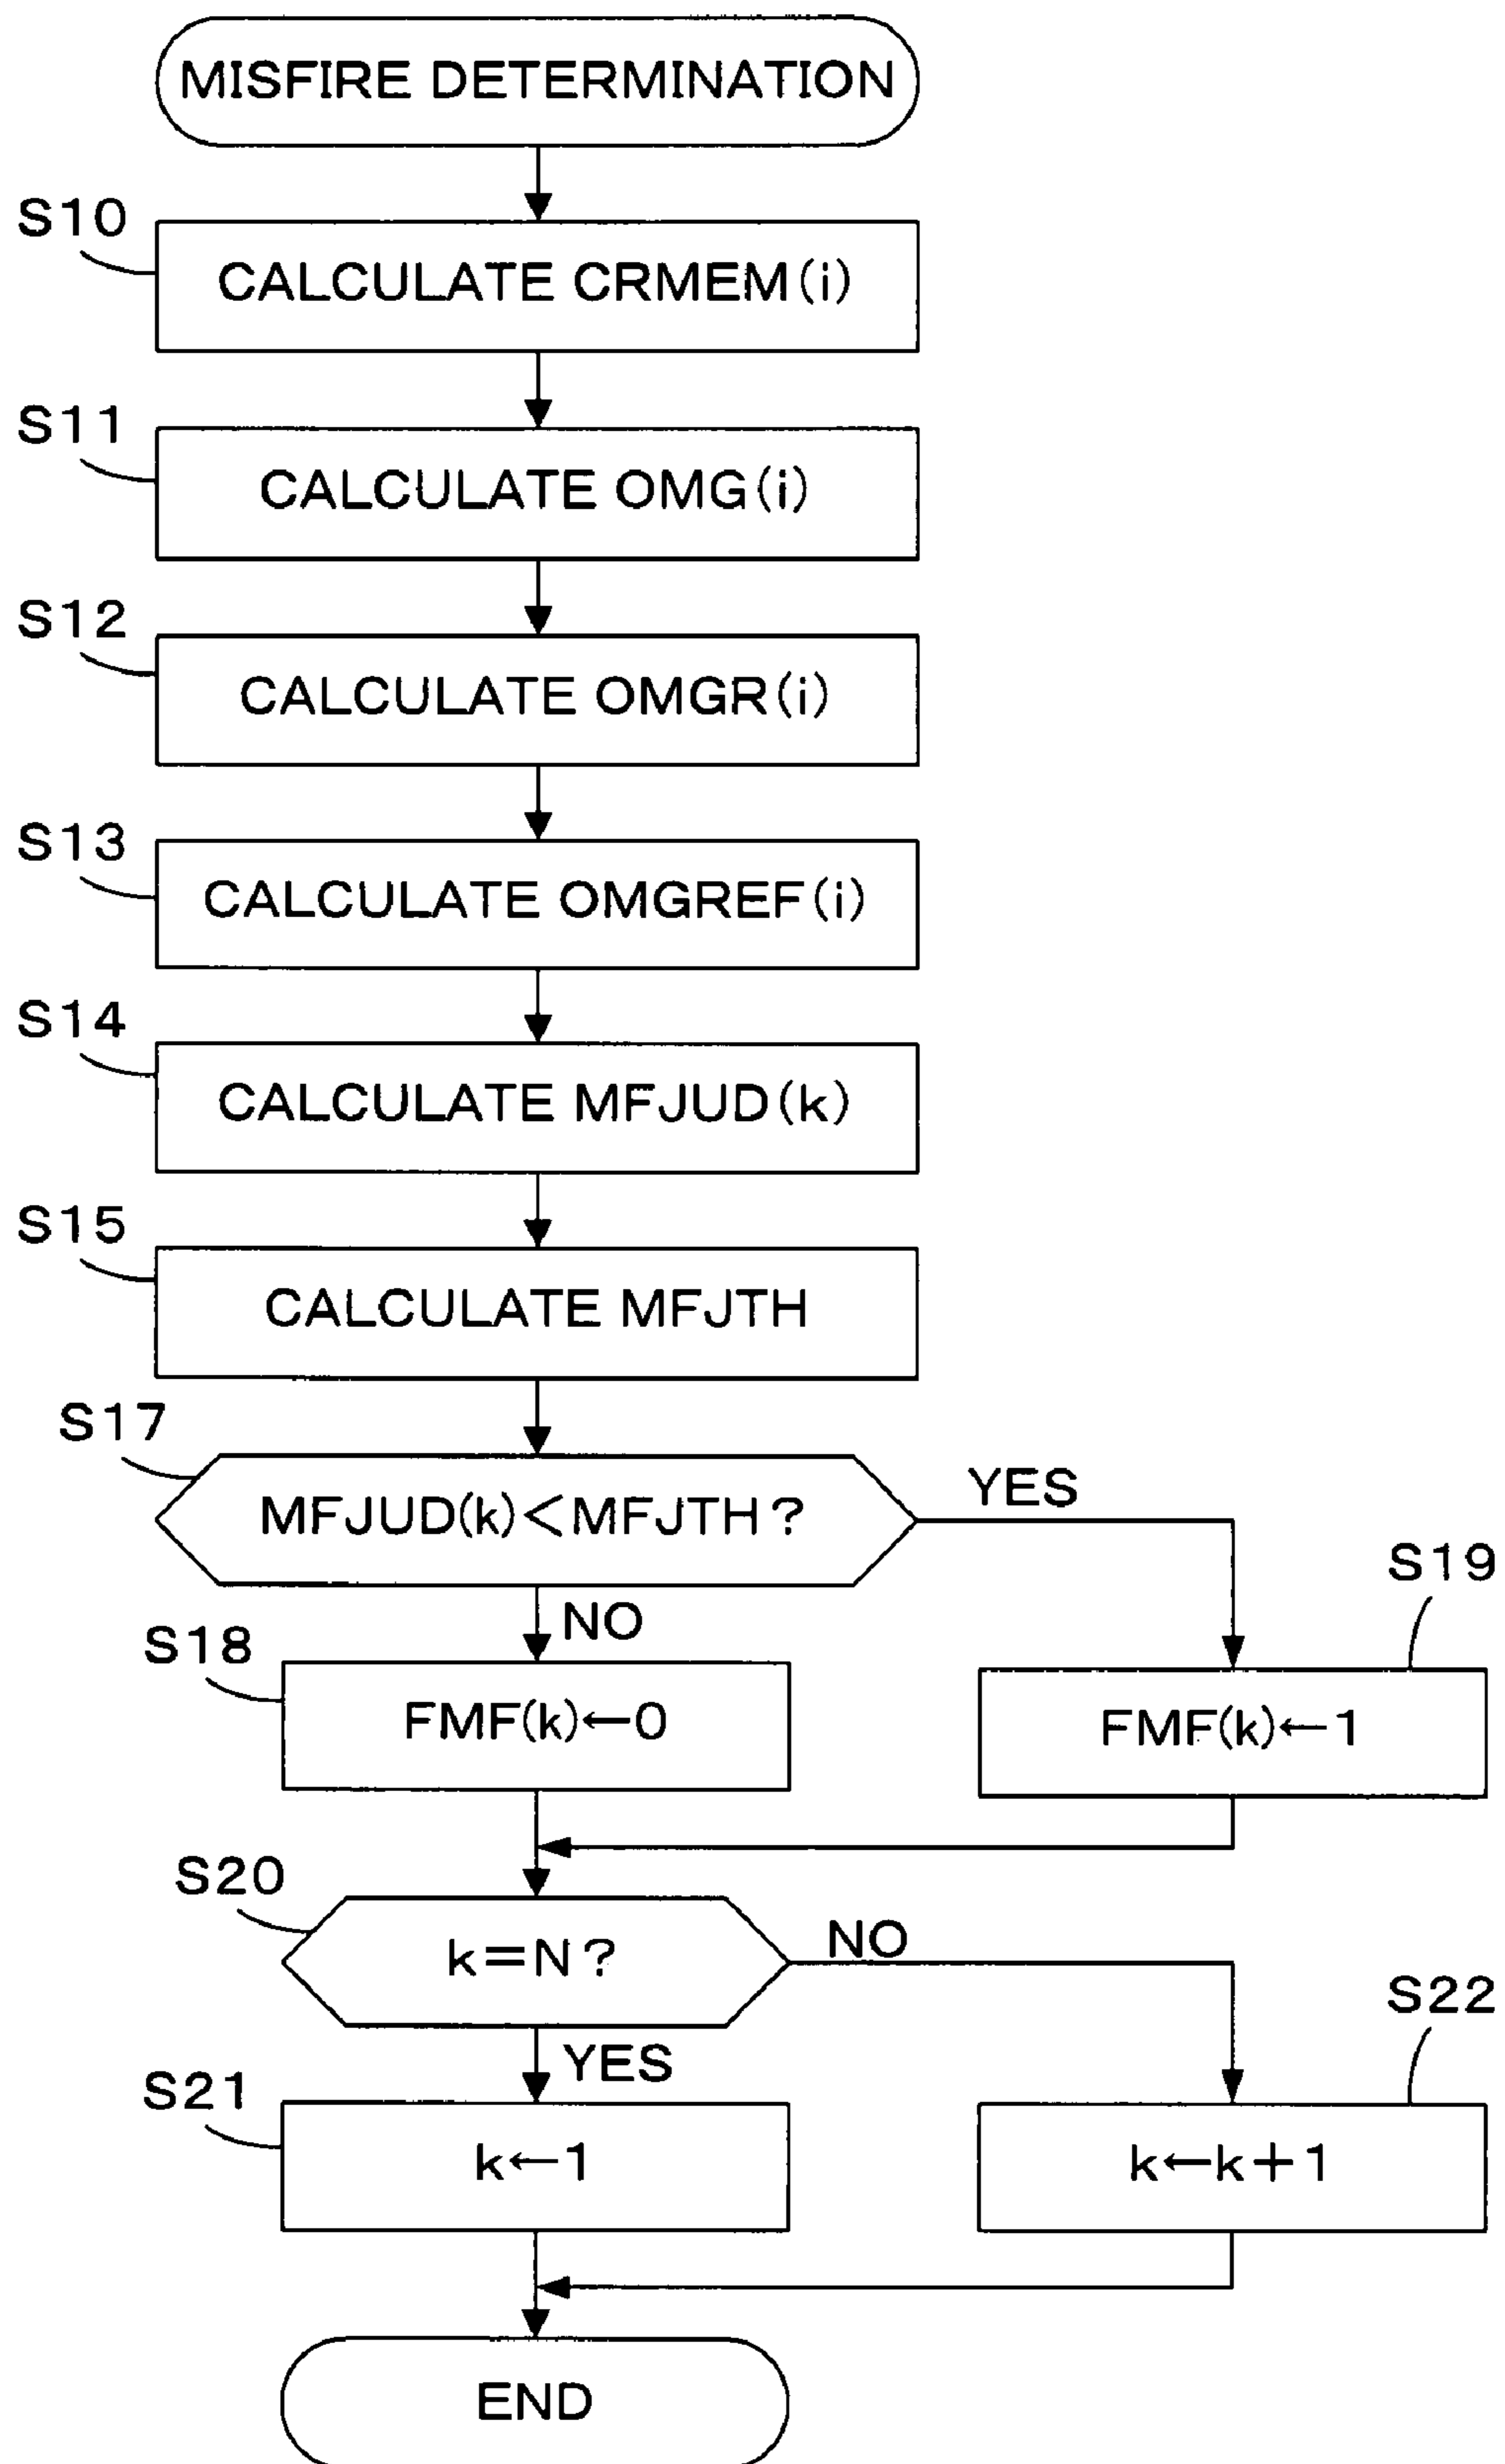 MISFIRE DETERMINATION
S10
CALCULATE CRMEM(i)
S11
CALCULATE OMG(i)
S12
CALCULATE OMGR(i)
S13
CALCULATE OMGREF(i)
S14
CALCULATE MFJUD(k)
S15
CALCULATE MFJTH
S17
MFJUD(k)<MFJTH?
YES
S19
NO
S18
FMF(k)←0
FMF(k)←1
S20
k=N?
NO
S22
YES
S21
k←1
k←k+1
END